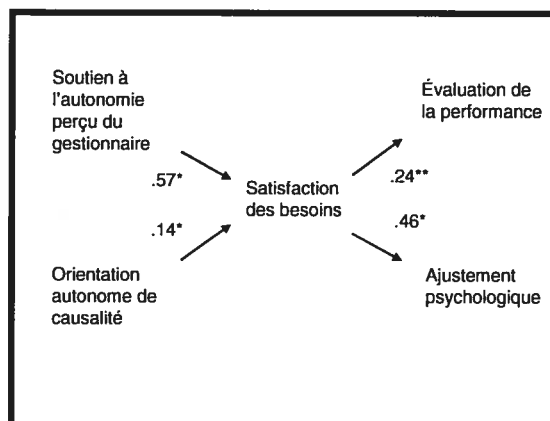 Soutien à
l'autonomie
perçu du
gestionnaire
Évaluation de
la performance
.57*
.24**
Satisfaction
des besoins
.14*
.46*
Orientation
autonome de
causalité
Ajustement
psychologique